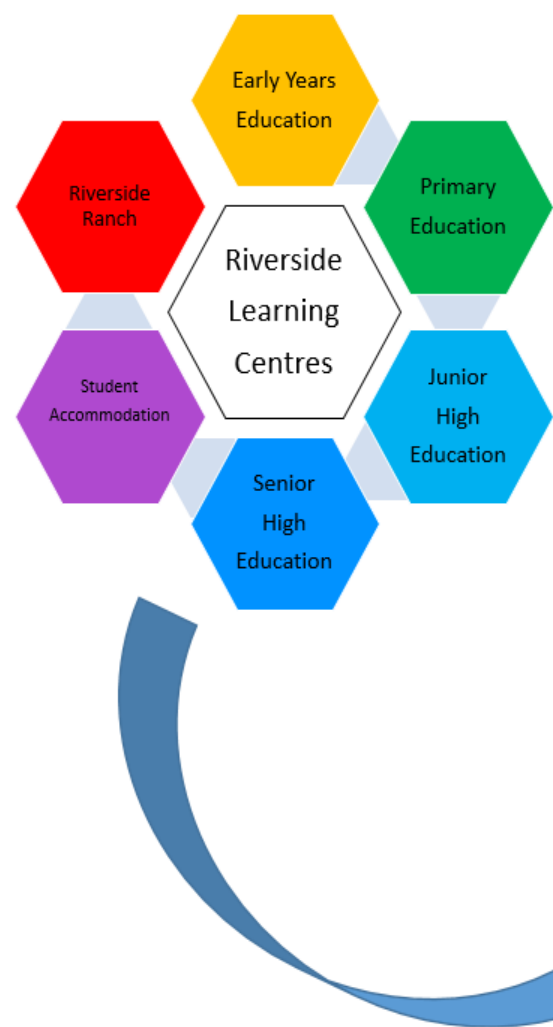 Early Years
Education
Primary
Education
Riverside
Ranch
Riverside
Learning
Centres
Junior
High
Education
Student
Accommodation
Senior
High
Education